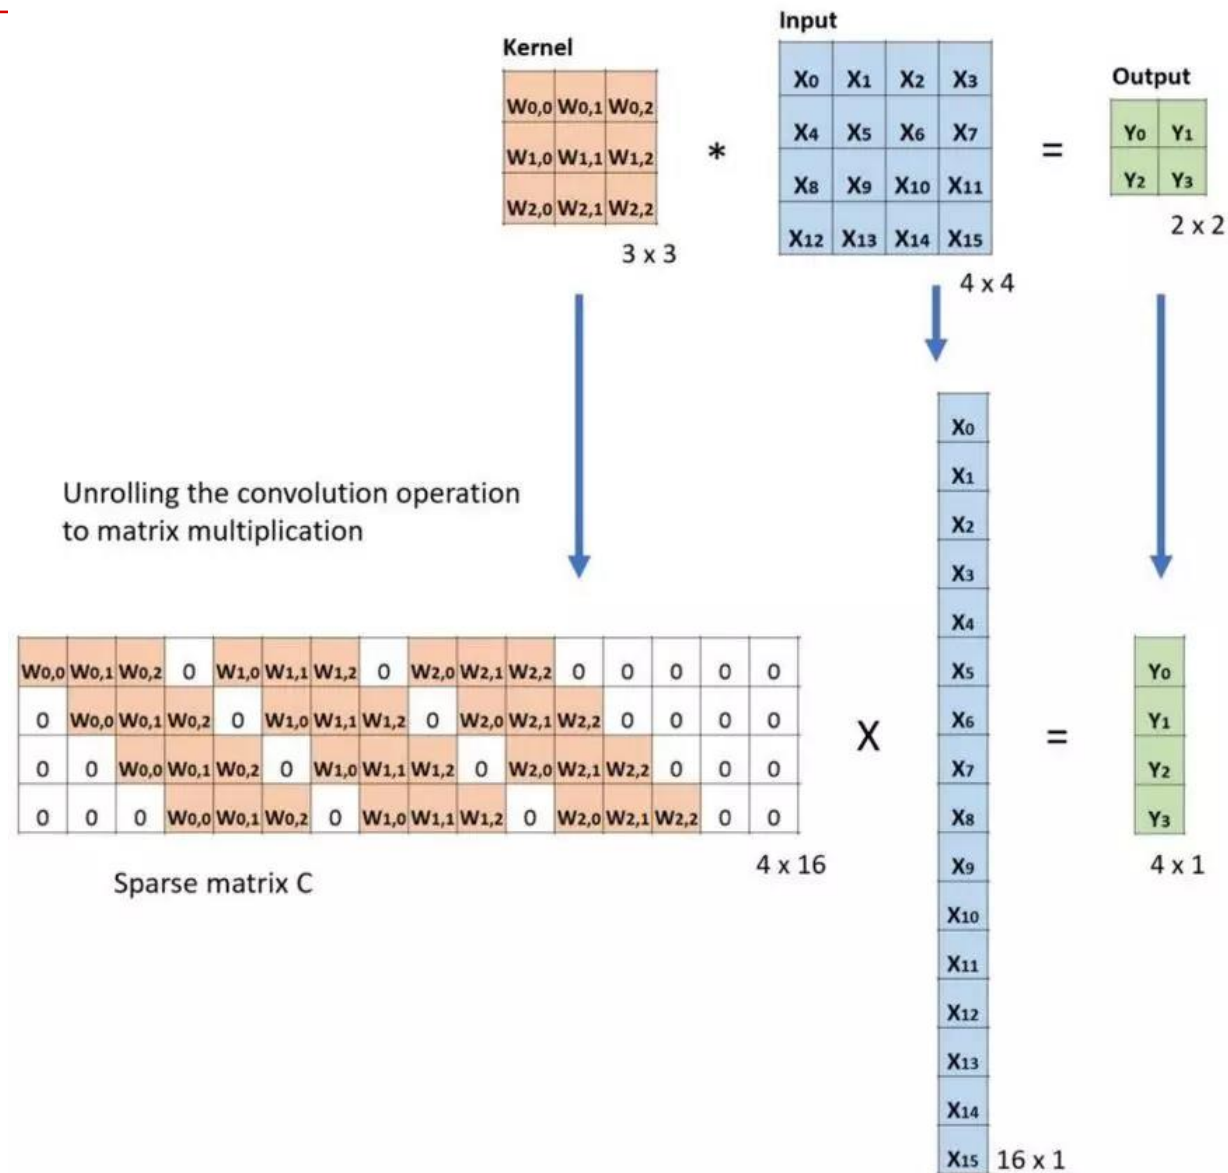 Kernel
W0,0 W0,1 W0,2
W1,0 W1,1 W1,2
W2,0 W2,1 W2,2
3 x 3
*
Input
X0 X1 X2 X3
X4 X5 X6 X7
X8 X9 X10 X11
X12 X13 X14 X15
4 x 4
=
Output
Y0 Y1
Y2 Y3
2 x 2
Unrolling the convolution operation
to matrix multiplication
W0,0 W0,1 W0,2 0 W1,0 W1,1 W1,2 0 W2,0 W2,1 W2,2 0 0 0 0 0
0 W0,0 W0,1 W0,2 0 W1,0 W1,1 W1,2 0 W2,0 W2,1 W2,2 0 0 0 0
0 0 W0,0 W0,1 W0,2 0 W1,0 W1,1 W1,2 0 W2,0 W2,1 W2,2 0 0 0
0 0 0 W0,0 W0,1 W0,2 0 W1,0 W1,1 W1,2 0 W2,0 W2,1 W2,2 0 0
4 x 16
Sparse matrix C
X
X0
X1
X2
X3
X4
X5
X6
X7
X8
X9
X10
X11
X12
X13
X14
X15
16 x 1
=
Y0
Y1
Y2
Y3
4 x 1